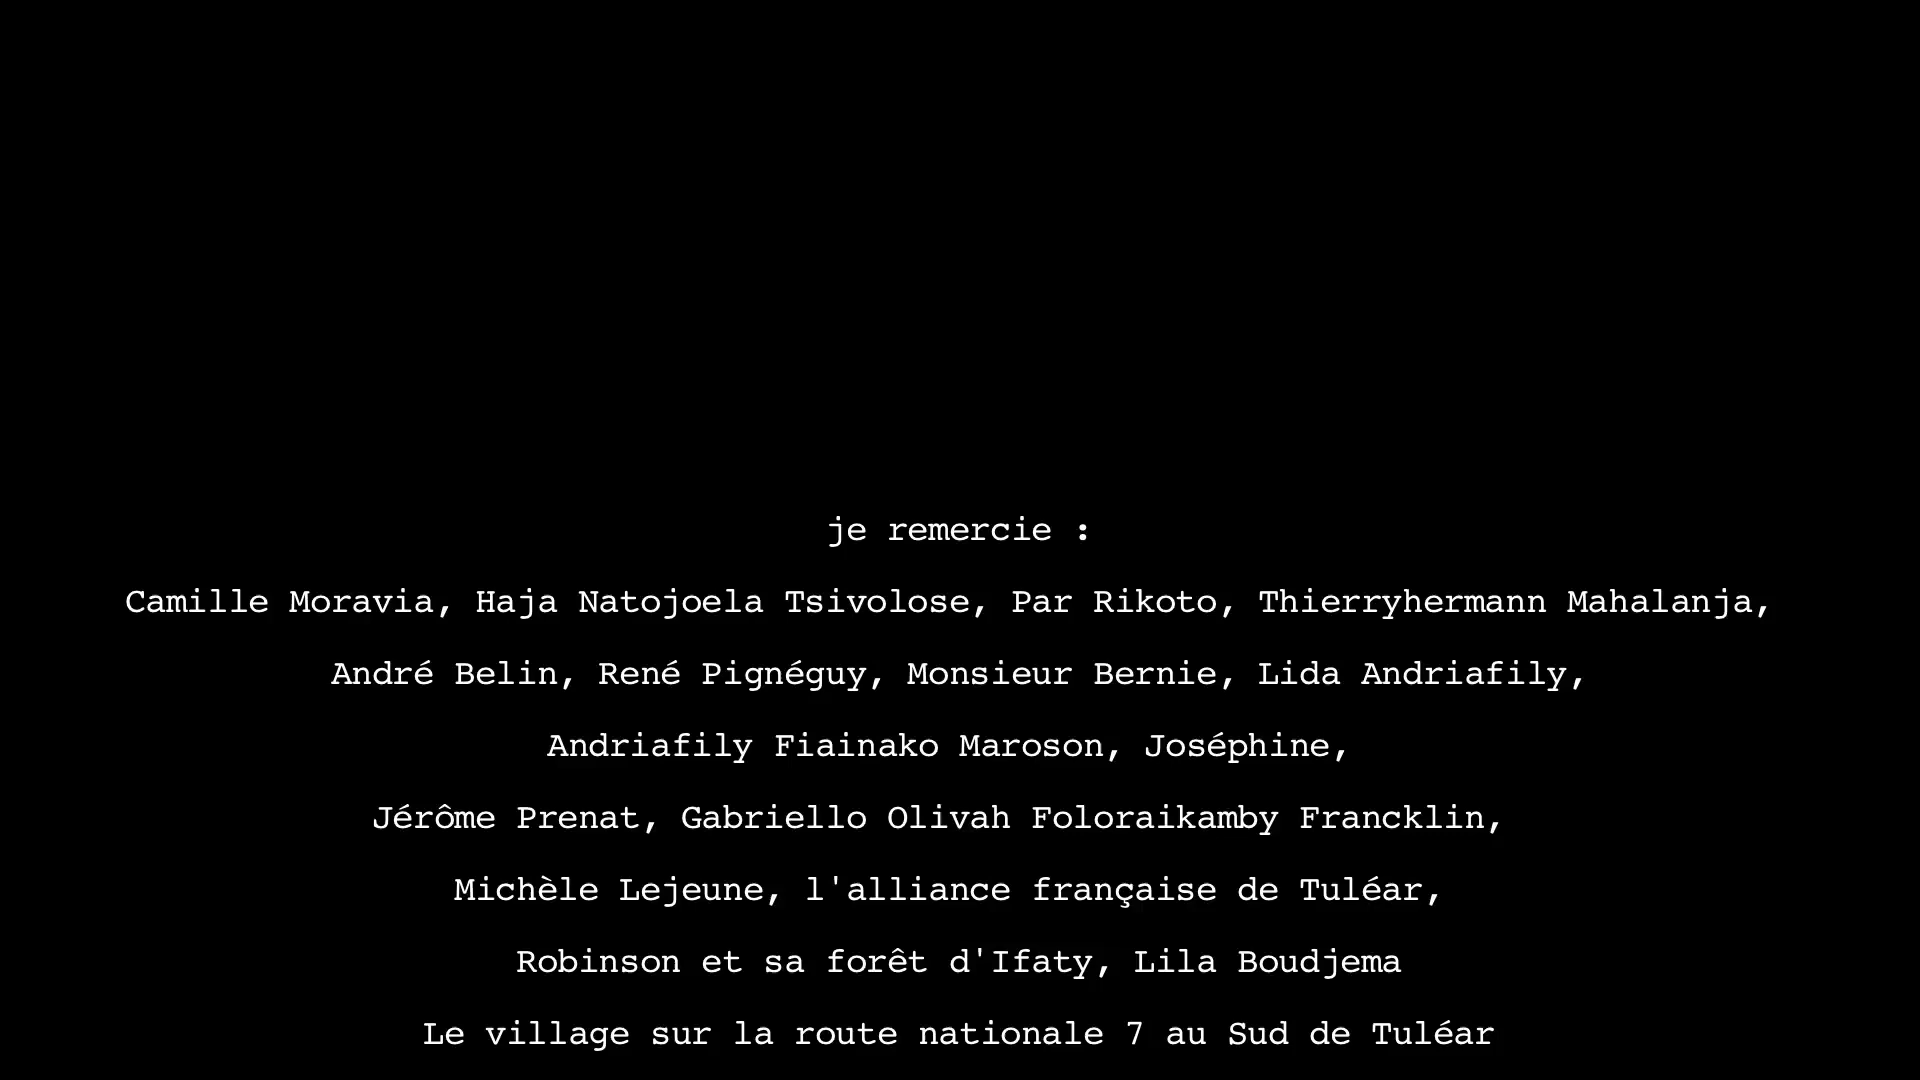 je remercie :
Camille Moravia, Haja Natojoela Tsivolose, Par Rikoto, Thierryhermann Mahalanja,
André Belin, René Pignéguy, Monsieur Bernie, Lida Andriafily,
Andriafily Fiainako Maroson, Joséphine,
Jérôme Prenat, Gabriello Olivah Foloraikamby Francklin,
Michèle Lejeune, l'alliance française de Tuléar,
Robinson et sa forêt d'Ifaty, Lila Boudjema
Le village sur la route nationale 7 au Sud de Tuléar